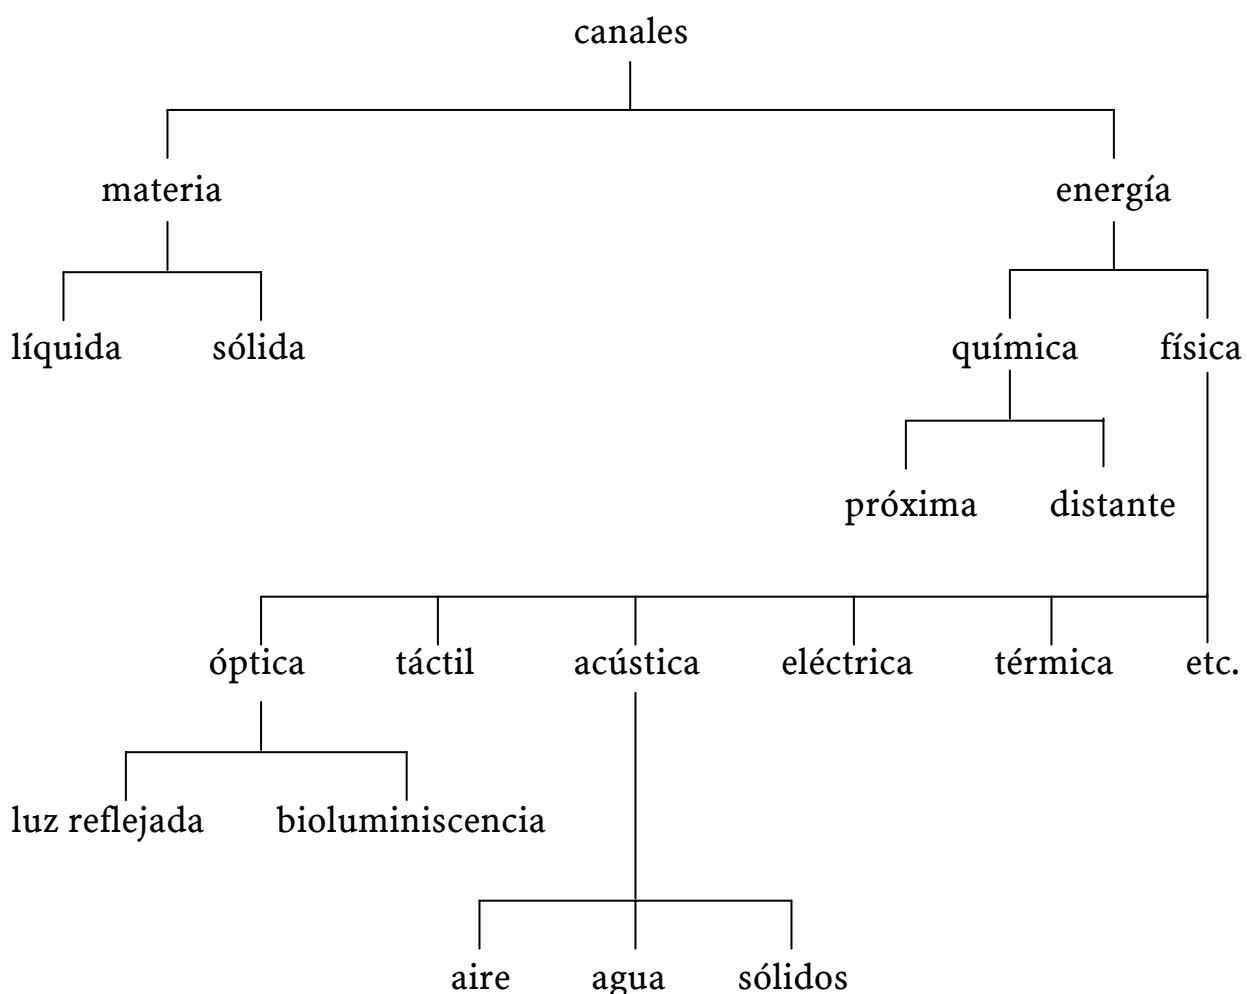 canales
materia energía
líquida sólida química física
próxima distante
óptica táctil acústica eléctrica térmica etc.
luz reflejada bioluminiscencia
aire agua sólidos